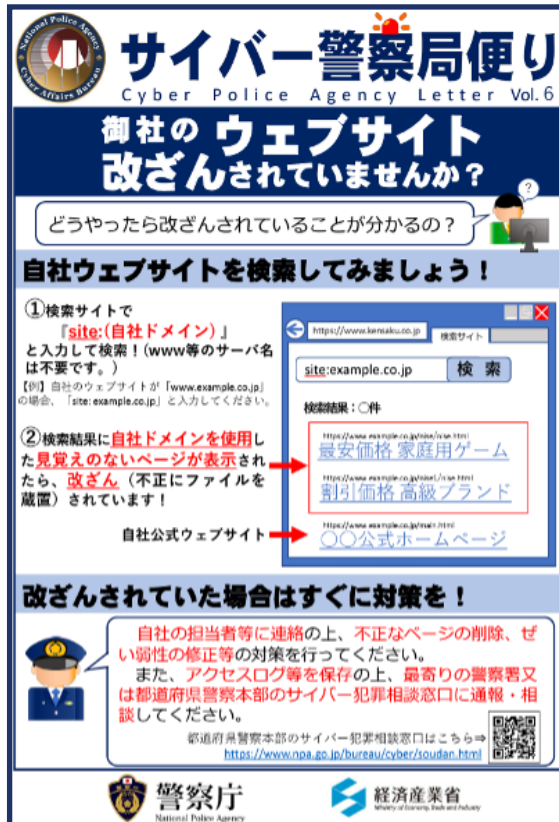 National Police Agency
Cyber Affairs Bureau
サイバー警察局便り
Cyber Police Agency Letter Vol.6
御社の ウェブサイト
改ざんされていませんか？
?
どうやったら改ざんされていることが分かるの？
自社ウェブサイトを検索してみましょう！
①検索サイトで
『site:(自社ドメイン) 』
と入力して検索！(www等のサーバ名
は不要です。)
【例】自社のウェブサイトが「www.example.co.jp」
の場合、「site: example.co.jp」と入力してください。
② 検索結果に自社ドメインを使用し
た見覚えのないページが表示され
たら、改ざん（不正にファイルを
蔵置）されています！
自社公式ウェブサイト
https://www.kensaku.co.jp
検索サイト
site:example.co.jp
検 索
検索結果：○件
https://www.example.co.jp/nise/nise.html
最安価格 家庭用ゲーム
https://www.example.co.jp/nise1/nise.html
割引価格 高級ブランド
https://www.example.co.jp/main.html
○○公式ホームページ
改ざんされていた場合はすぐに対策を！
自社の担当者等に連絡の上、不正なページの削除、ぜ
い弱性の修正等の対策を行ってください。
また、アクセスログ等を保存の上、最寄りの警察署又
は都道府県警察本部のサイバー犯罪相談窓口に通報・相
談してください。
都道府県警察本部のサイバー犯罪相談窓口はこちら⇒
https://www.npa.go.jp/bureau/cyber/soudan.html
警察庁
National Police Agency
経済産業省
Ministry of Economy, Trade and Industry